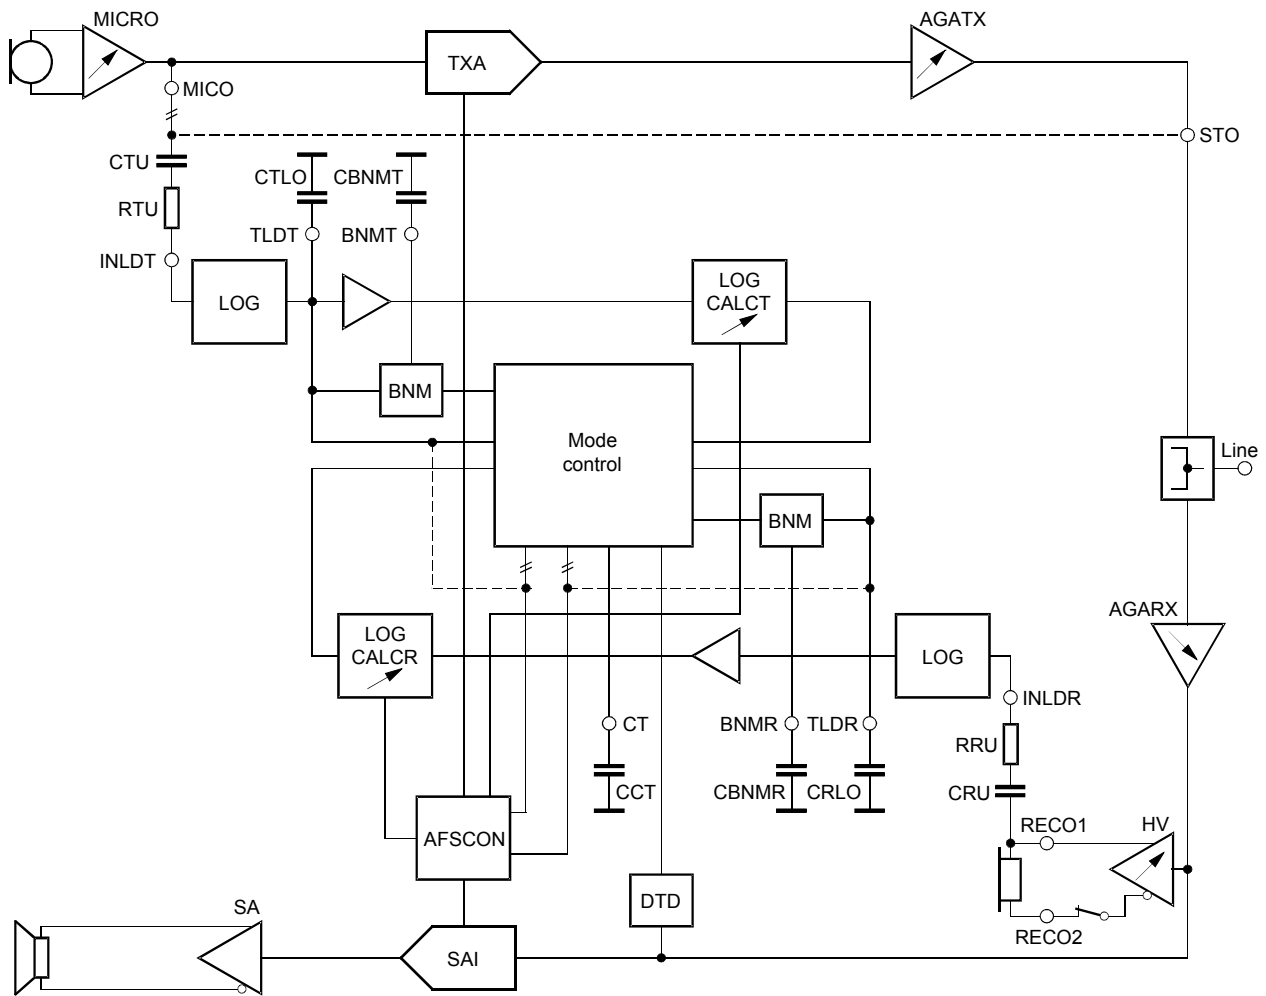 MICRO
AGATX
TXA
MICO
STO
CTU
CTLO
CBNMT
RTU
TLDT
BNMT
INLDT
LOG
LOG
CALCT
BNM
Mode
control
Line
BNM
AGARX
LOG
CALCR
LOG
INLDR
CT
BNMR
TLDR
RRU
CCT
CBNMR
CRLO
CRU
RECO1
HV
AFSCON
DTD
SA
RECO2
SAI